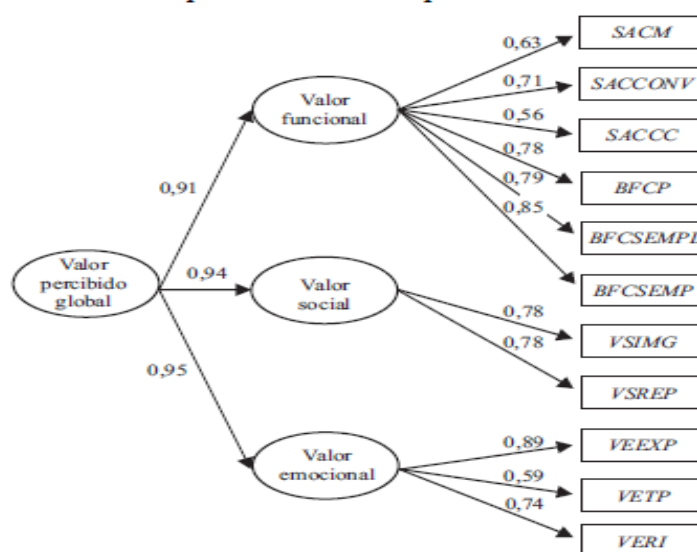 0,63
SACM
0,71
SACCONV
Valor
funcional
0,56
SACCC
0,78
BFCP
0,79
0,91
0,85
BFCSEMPL
Valor
percibido
global
0,94
Valor
social
BFCSEMP
0,78
VSIMG
0,78
0,95
VSREP
0,89
VEEXP
Valor
emocional
0,59
VETP
0,74
VERI